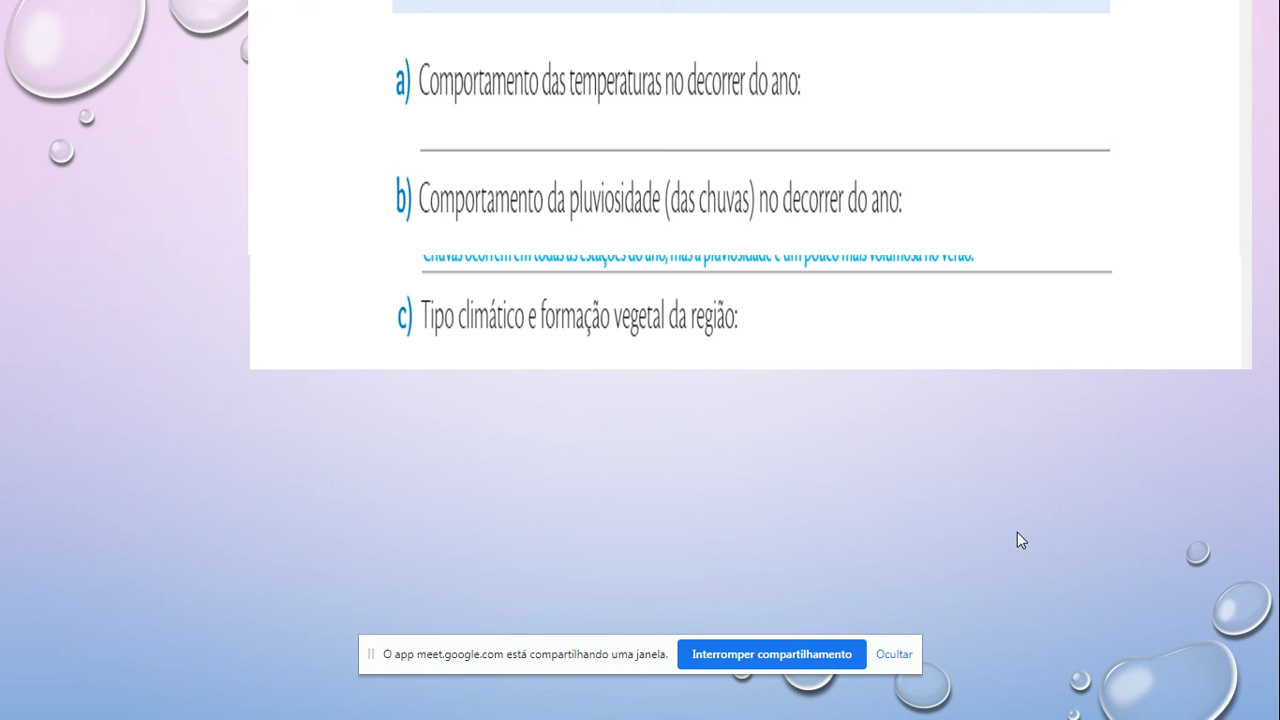 a) Comportamento das temperaturas no decorrer do ano:
b) Comportamento da pluviosidade (das chuvas) no decorrer do ano:
Chuvas ocorrem em todas as estações do ano, mas a pluviosidade é um pouco mais volumosa no verão.
c) Tipo climático e formação vegetal da região:
O app meet.google.com está compartilhando uma janela. Interromper compartilhamento Ocultar